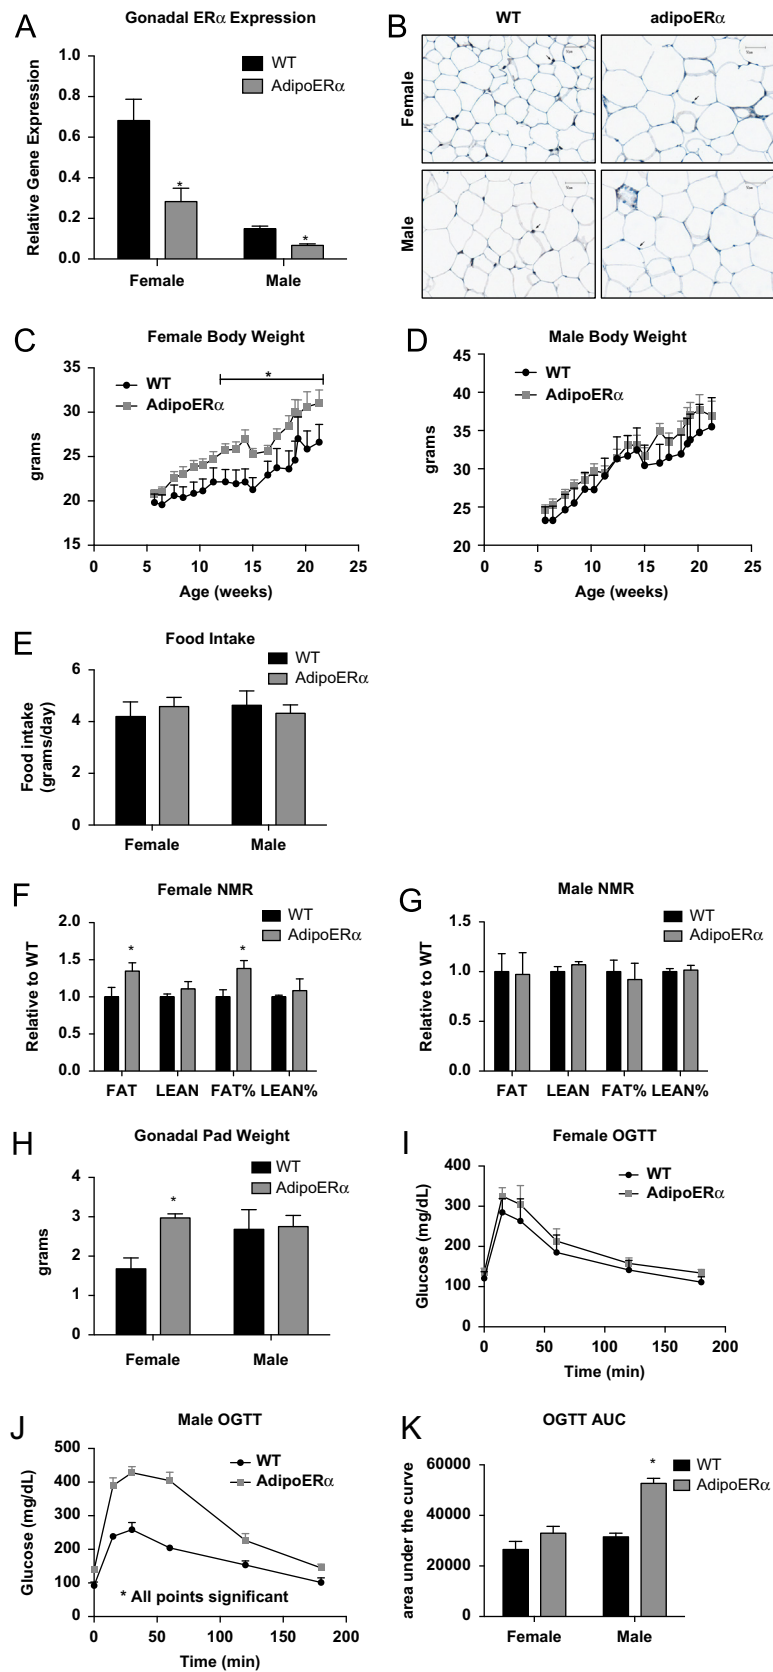 A
Gonadal ERα Expression
WT
AdipoERα
Relative Gene Expression
1.0
0.8
0.6
0.4
0.2
0.0
*
*
Female
Male
B
WT
adipoERα
Female
Male
C
Female Body Weight
WT
AdipoERα
*
grams
35
30
25
20
15
0
5
10
15
20
25
Age (weeks)
D
Male Body Weight
WT
AdipoERα
grams
45
40
35
30
25
20
0
5
10
15
20
25
Age (weeks)
E
Food Intake
WT
AdipoERα
Food intake
(grams/day)
6
4
2
0
Female
Male
F
Female NMR
WT
AdipoERα
Relative to WT
2.0
1.5
1.0
0.5
0.0
*
*
FAT
LEAN
FAT%
LEAN%
G
Male NMR
WT
AdipoERα
Relative to WT
1.5
1.0
0.5
0.0
FAT
LEAN
FAT%
LEAN%
H
Gonadal Pad Weight
WT
AdipoERα
grams
4
3
2
1
0
*
Female
Male
I
Female OGTT
WT
AdipoERα
Glucose (mg/dL)
400
300
200
100
0
0
50
100
150
200
Time (min)
J
Male OGTT
WT
AdipoERα
Glucose (mg/dL)
500
400
300
200
100
0
* All points significant
0
50
100
150
200
Time (min)
K
OGTT AUC
WT
AdipoERα
area under the curve
60000
40000
20000
0
*
Female
Male